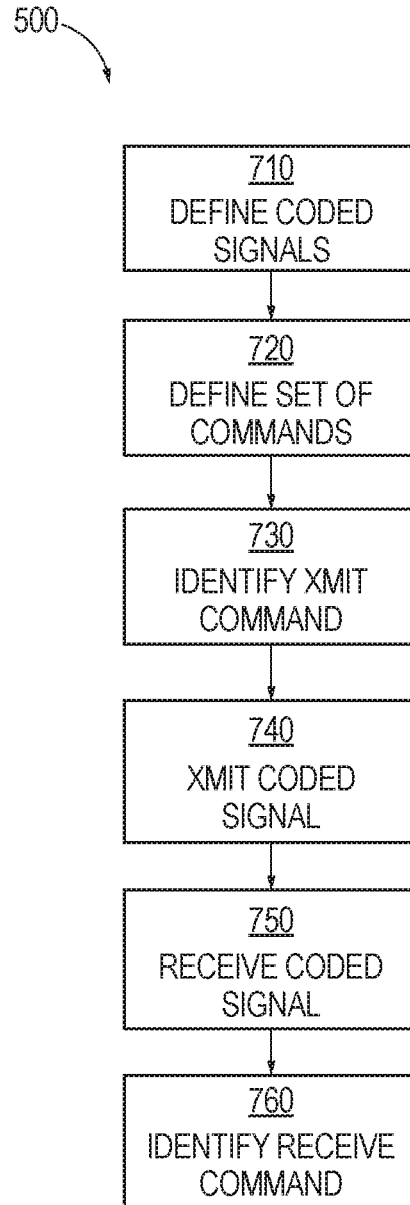 500
710
DEFINE CODED
SIGNALS
720
DEFINE SET OF
COMMANDS
730
IDENTIFY XMIT
COMMAND
740
XMIT CODED
SIGNAL
750
RECEIVE CODED
SIGNAL
760
IDENTIFY RECEIVE
COMMAND